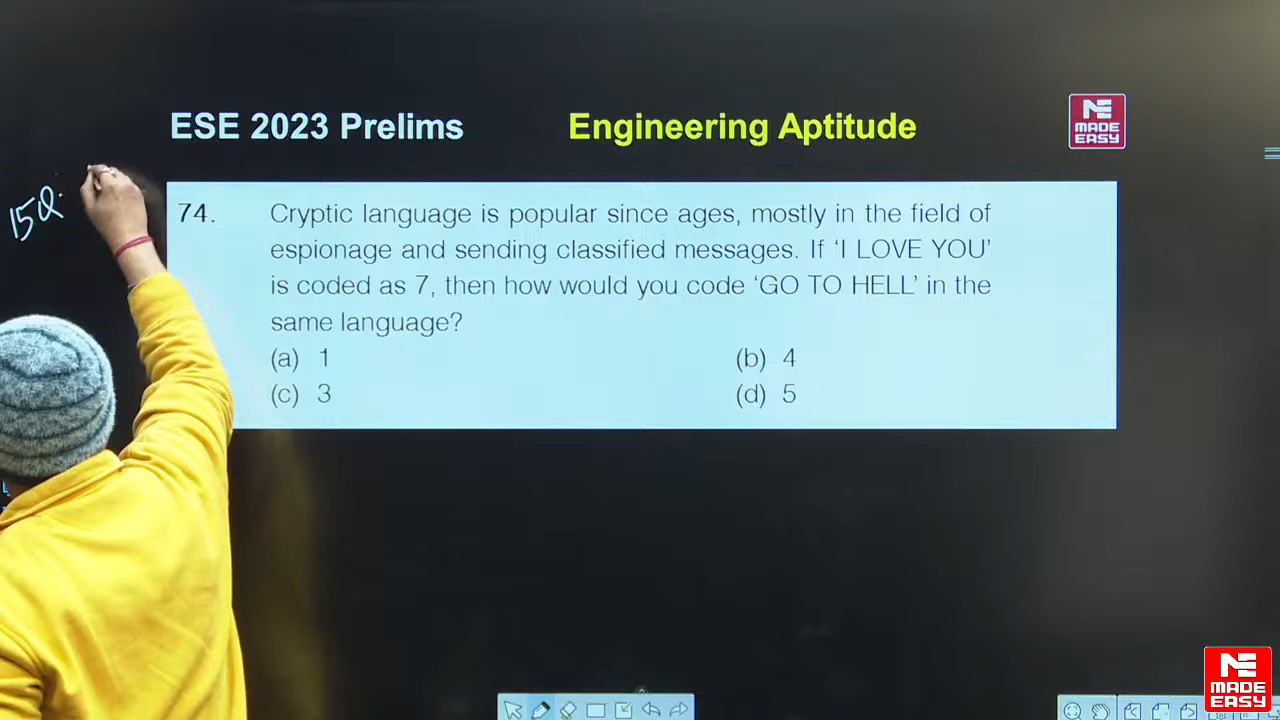 ESE 2023 Prelims Engineering Aptitude
MADE
EASY
15Q.
74. Cryptic language is popular since ages, mostly in the field of
espionage and sending classified messages. If ‘I LOVE YOU’
is coded as 7, then how would you code ‘GO TO HELL’ in the
same language?
(a) 1 (b) 4
(c) 3 (d) 5
MADE
EASY